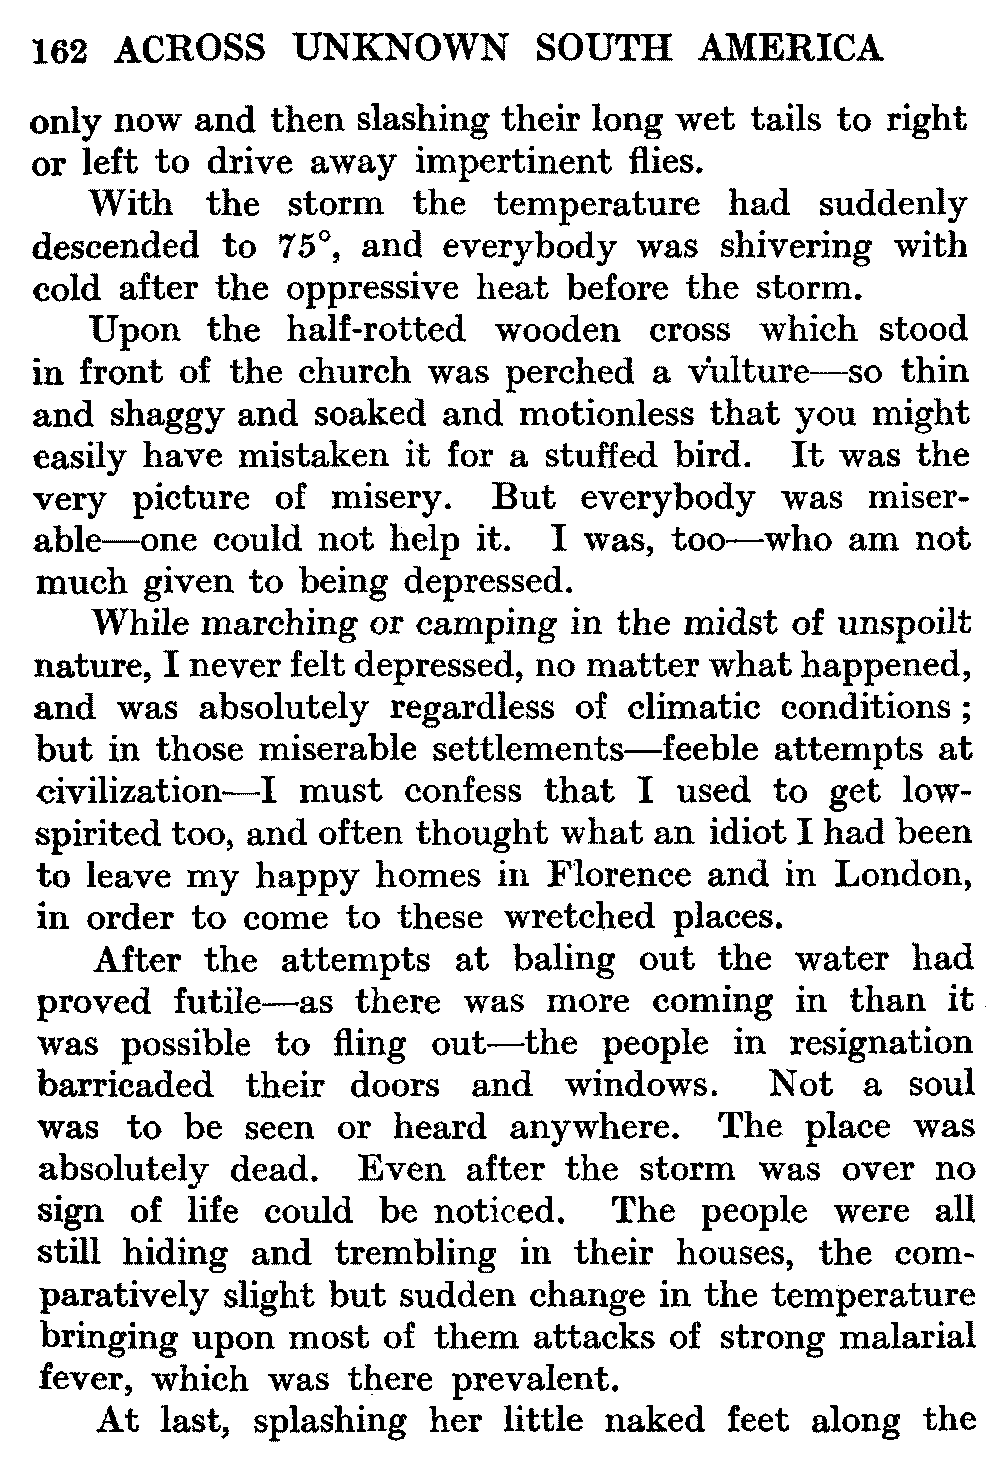 162 ACROSS UNKNOWN SOUTH AMERICA
only now and then slashing their long wet tails to right
or left to drive away impertinent flies.
With the storm the temperature had suddenly
descended to 75°, and everybody was shivering with
cold after the oppressive heat before the storm.
Upon the half-rotted wooden cross which stood
in front of the church was perched a vulture—so thin
and shaggy and soaked and motionless that you might
easily have mistaken it for a stuffed bird. It was the
very picture of misery. But everybody was miser-
able—one could not help it. I was, too—who am not
much given to being depressed.
While marching or camping in the midst of unspoilt
nature, I never felt depressed, no matter what happened,
and was absolutely regardless of climatic conditions ;
but in those miserable settlements—feeble attempts at
civilization—I must confess that I used to get low-
spirited too, and often thought what an idiot I had been
to leave my happy homes in Florence and in London,
in order to come to these wretched places.
After the attempts at baling out the water had
proved futile—as there was more coming in than it
was possible to fling out—the people in resignation
barricaded their doors and windows. Not a soul
was to be seen or heard anywhere. The place was
absolutely dead. Even after the storm was over no
sign of life could be noticed. The people were all
still hiding and trembling in their houses, the com-
paratively slight but sudden change in the temperature
bringing upon most of them attacks of strong malarial
fever, which was there prevalent.
At last, splashing her little naked feet along the